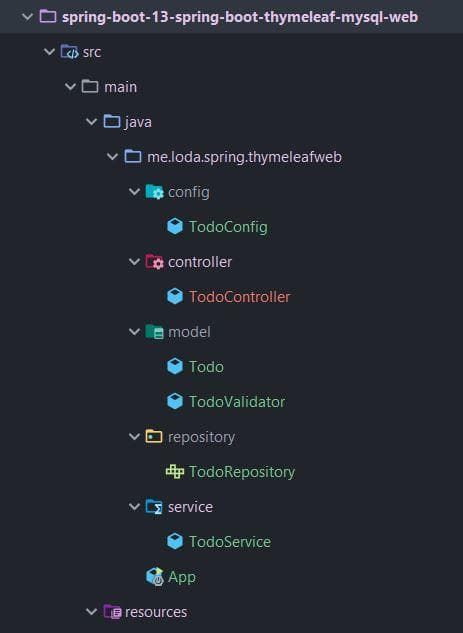 spring-boot-13-spring-boot-thymeleaf-mysql-web
src
main
java
me.loda.spring.thymeleafweb
config
TodoConfig
controller
TodoController
model
Todo
TodoValidator
repository
TodoRepository
service
TodoService
App
resources